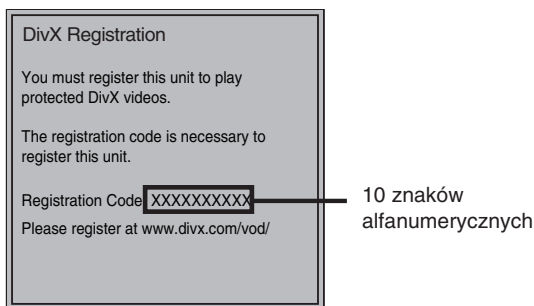 DivX Registration
You must register this unit to play
protected DivX videos.
The registration code is necessary to
register this unit.
Registration Code XXXXXXXXXX
Please register at www.divx.com/vod/
10 znaków
alfanumerycznych